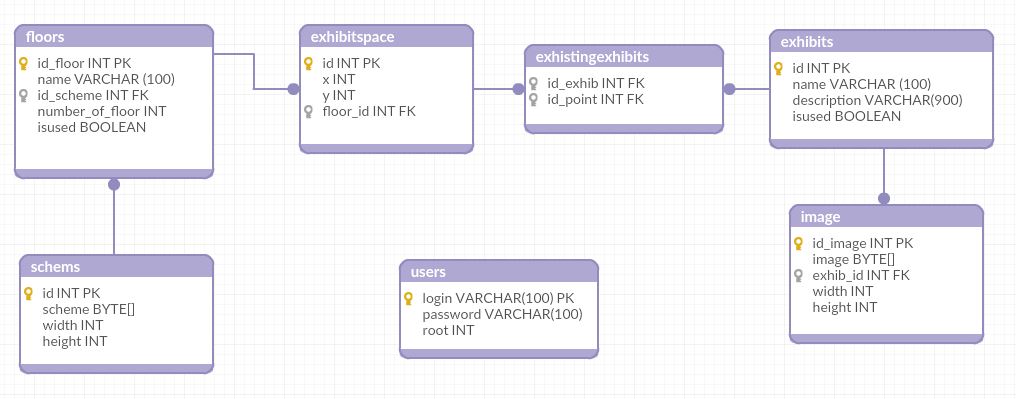 floors
id_floor INT PK
name VARCHAR (100)
id_scheme INT FK
number_of_floor INT
isused BOOLEAN
exhibitspace
id INT PK
x INT
y INT
floor_id INT FK
exhistingexhibits
id_exhib INT FK
id_point INT FK
exhibits
id INT PK
name VARCHAR (100)
description VARCHAR(900)
isused BOOLEAN
schems
id INT PK
scheme BYTE[]
width INT
height INT
users
login VARCHAR(100) PK
password VARCHAR(100)
root INT
image
id_image INT PK
image BYTE[]
exhib_id INT FK
width INT
height INT